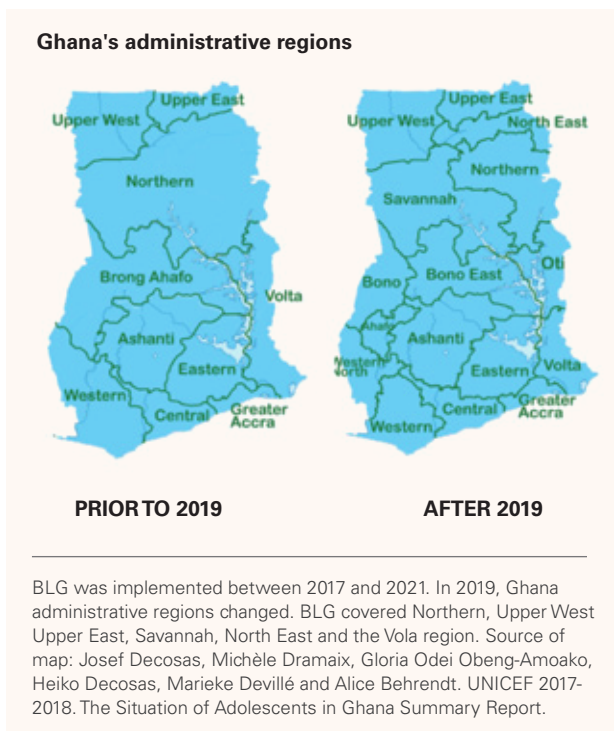 Ghana's administrative regions
Upper East
Upper West
Northern
Brong Ahafo
Volta
Ashanti
Eastern
Western
Central
Greater
Accra
Upper East
Upper West
North East
Northern
Savannah
Oti
Bono East
Bono
Ahafo
Ashanti
Western
North
Eastern
Volta
Central
Greater
Accra
Western
PRIOR TO 2019
AFTER 2019
BLG was implemented between 2017 and 2021. In 2019, Ghana
administrative regions changed. BLG covered Northern, Upper West
Upper East, Savannah, North East and the Vola region. Source of
map: Josef Decosas, Michèle Dramaix, Gloria Odei Obeng-Amoako,
Heiko Decosas, Marieke Devillé and Alice Behrendt. UNICEF 2017-
2018. The Situation of Adolescents in Ghana Summary Report.